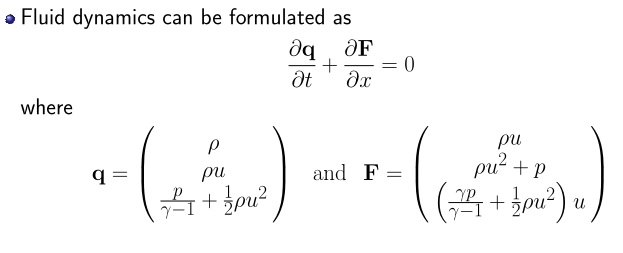 Fluid dynamics can be formulated as
∂q/∂t + ∂F/∂x = 0
where
q = ( ρ ; ρu ; p/(γ−1) + ½ρu² ) and F = ( ρu ; ρu² + p ; (γp/(γ−1) + ½ρu²) u )